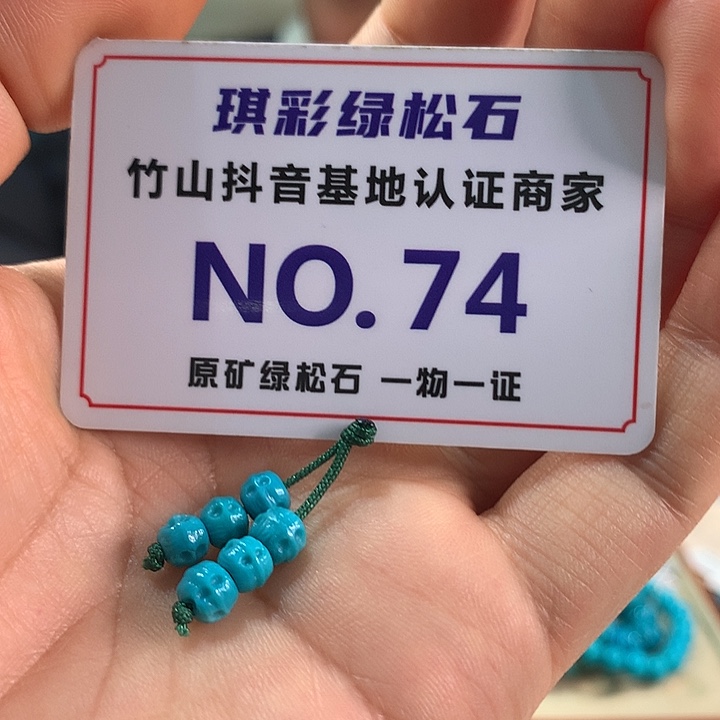 琪彩绿松石
竹山抖音基地认证商家
NO.74
原矿绿松石 一物一证